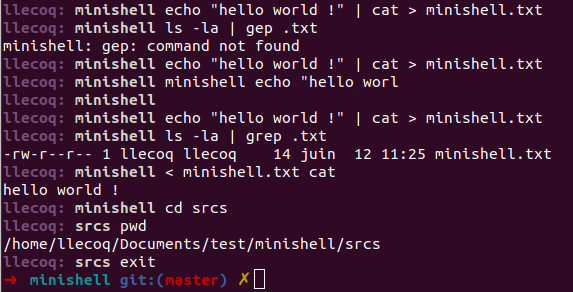 llecoq: minishell echo "hello world !" | cat > minishell.txt
llecoq: minishell ls -la | gep .txt
minishell: gep: command not found
llecoq: minishell echo "hello world !" | cat > minishell.txt
llecoq: minishell minishell echo "hello worl
llecoq: minishell
llecoq: minishell echo "hello world !" | cat > minishell.txt
llecoq: minishell ls -la | grep .txt
-rw-r--r-- 1 llecoq llecoq    14 juin  12 11:25 minishell.txt
llecoq: minishell < minishell.txt cat
hello world !
llecoq: minishell cd srcs
llecoq: srcs pwd
/home/llecoq/Documents/test/minishell/srcs
llecoq: srcs exit
➜  minishell git:(master) ✗